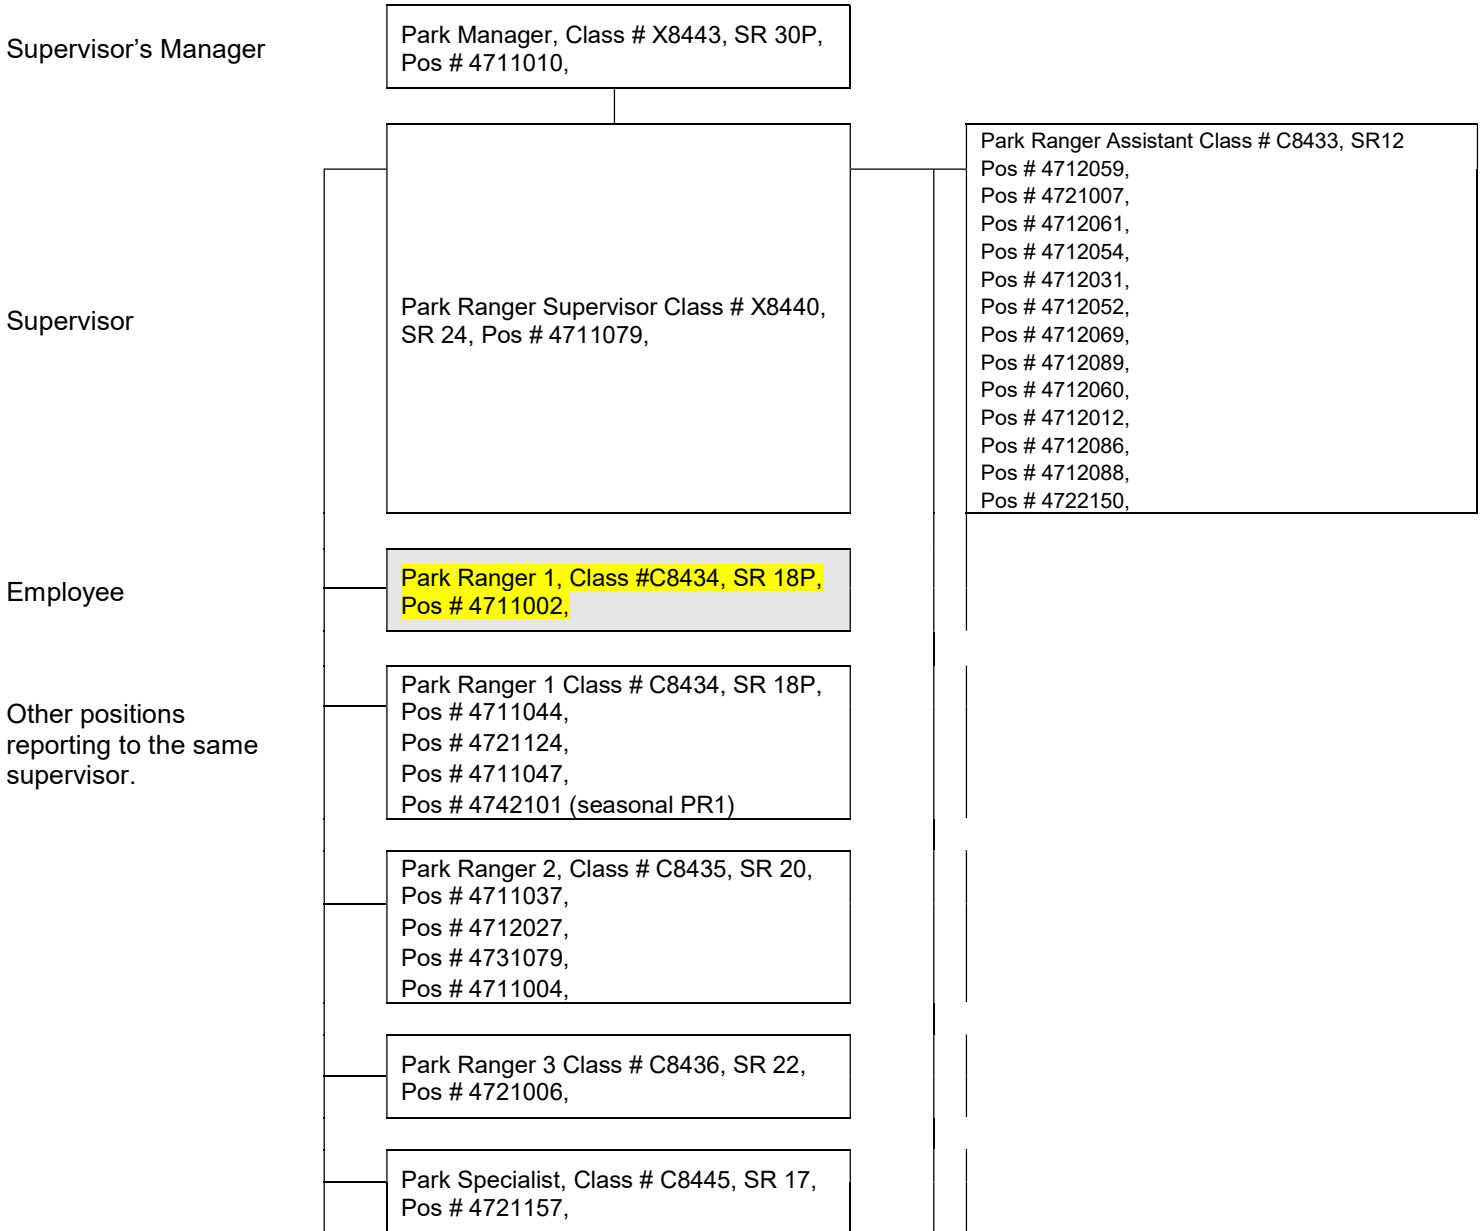 Supervisor’s Manager
Park Manager, Class # X8443, SR 30P,
Pos # 4711010,
Supervisor
Park Ranger Supervisor Class # X8440,
SR 24, Pos # 4711079,
Park Ranger Assistant Class # C8433, SR12
Pos # 4712059,
Pos # 4721007,
Pos # 4712061,
Pos # 4712054,
Pos # 4712031,
Pos # 4712052,
Pos # 4712069,
Pos # 4712089,
Pos # 4712060,
Pos # 4712012,
Pos # 4712086,
Pos # 4712088,
Pos # 4722150,
Employee
Park Ranger 1, Class #C8434, SR 18P,
Pos # 4711002,
Other positions
reporting to the same
supervisor.
Park Ranger 1 Class # C8434, SR 18P,
Pos # 4711044,
Pos # 4721124,
Pos # 4711047,
Pos # 4742101 (seasonal PR1)
Park Ranger 2, Class # C8435, SR 20,
Pos # 4711037,
Pos # 4712027,
Pos # 4731079,
Pos # 4711004,
Park Ranger 3 Class # C8436, SR 22,
Pos # 4721006,
Park Specialist, Class # C8445, SR 17,
Pos # 4721157,